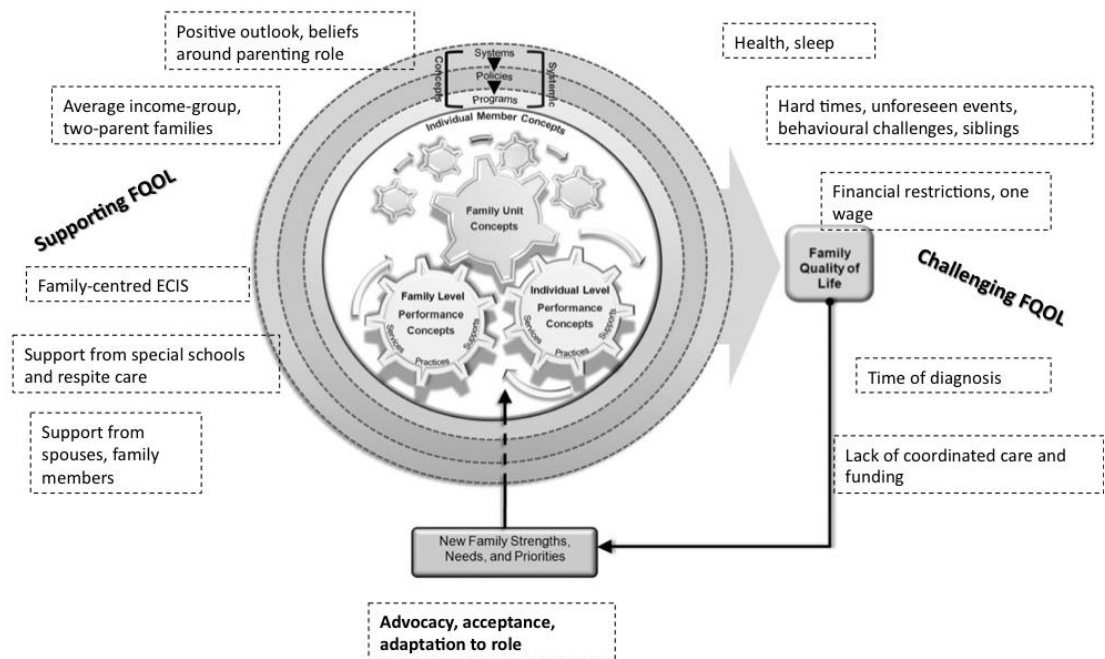 Positive outlook, beliefs
around parenting role
Average income-group,
two-parent families
Supporting FQOL
Family-centred ECIS
Support from special schools
and respite care
Support from
spouses, family
members
Systems
Policies
Programs
Concepts
Systemic
Individual Member Concepts
Family Unit
Concepts
Family Level
Performance
Concepts
Services
Practices
Supports
Individual Level
Performance
Concepts
Services
Practices
Supports
Health, sleep
Hard times, unforeseen events,
behavioural challenges, siblings
Financial restrictions, one
wage
Family
Quality of
Life
Challenging FQOL
Time of diagnosis
Lack of coordinated care and
funding
New Family Strengths,
Needs, and Priorities
Advocacy, acceptance,
adaptation to role